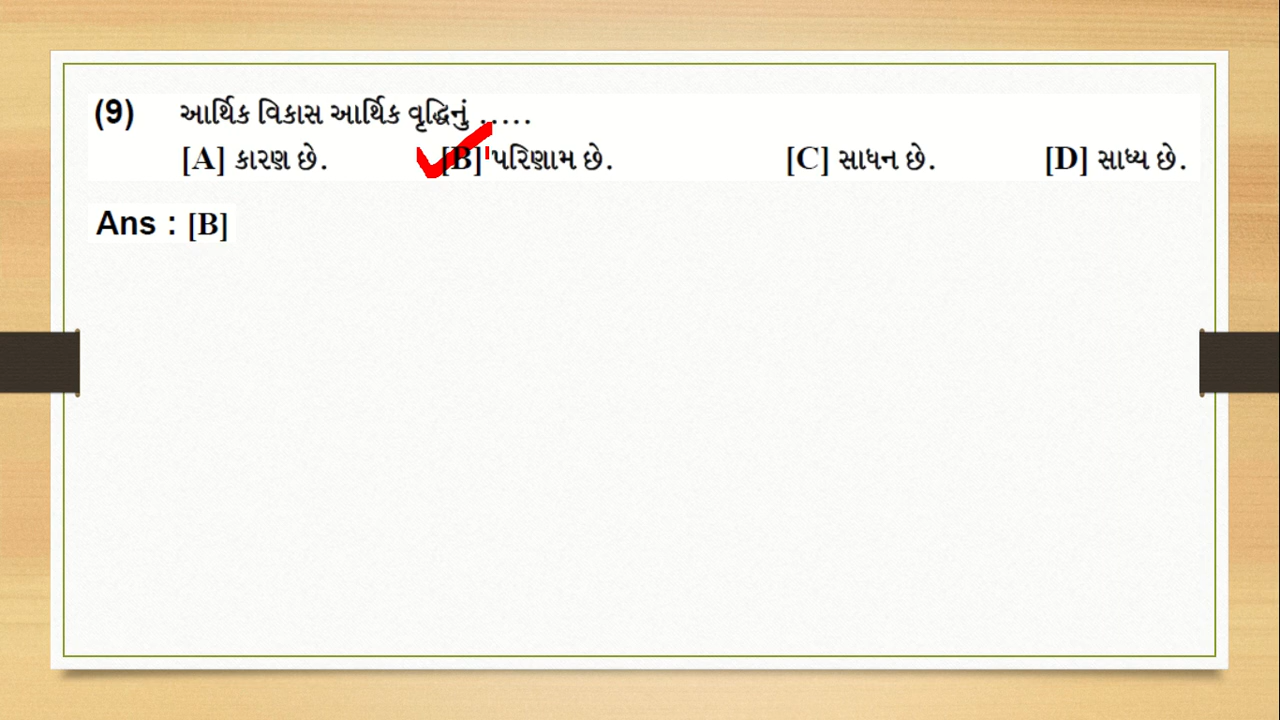 (9) આર્થિક વિકાસ આર્થિક વૃદ્ધિનું .....
[A] કારણ છે. [B] પરિણામ છે. [C] સાધન છે. [D] સાધ્ય છે.
Ans : [B]